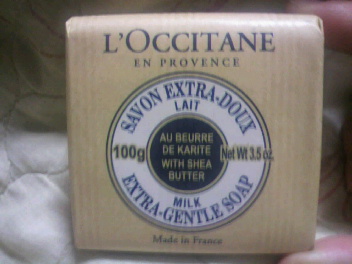 L'OCCITANE
EN PROVENCE
SAVON EXTRA-DOUX
LAIT
100g
AU BEURRE
DE KARITE
WITH SHEA
BUTTER
Net Wt 3.5 oz.
MILK
EXTRA-GENTLE SOAP
Made in France